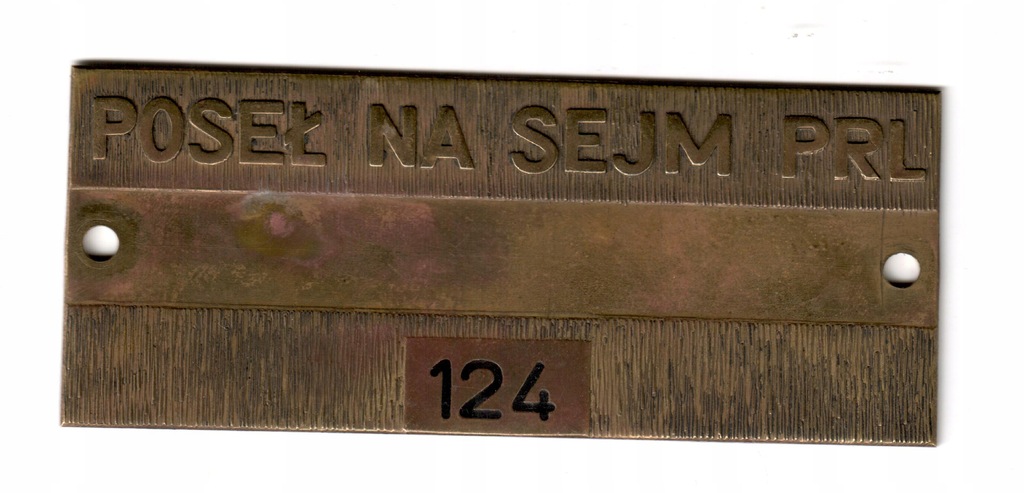 POSEŁ NA SEJM PRL
124